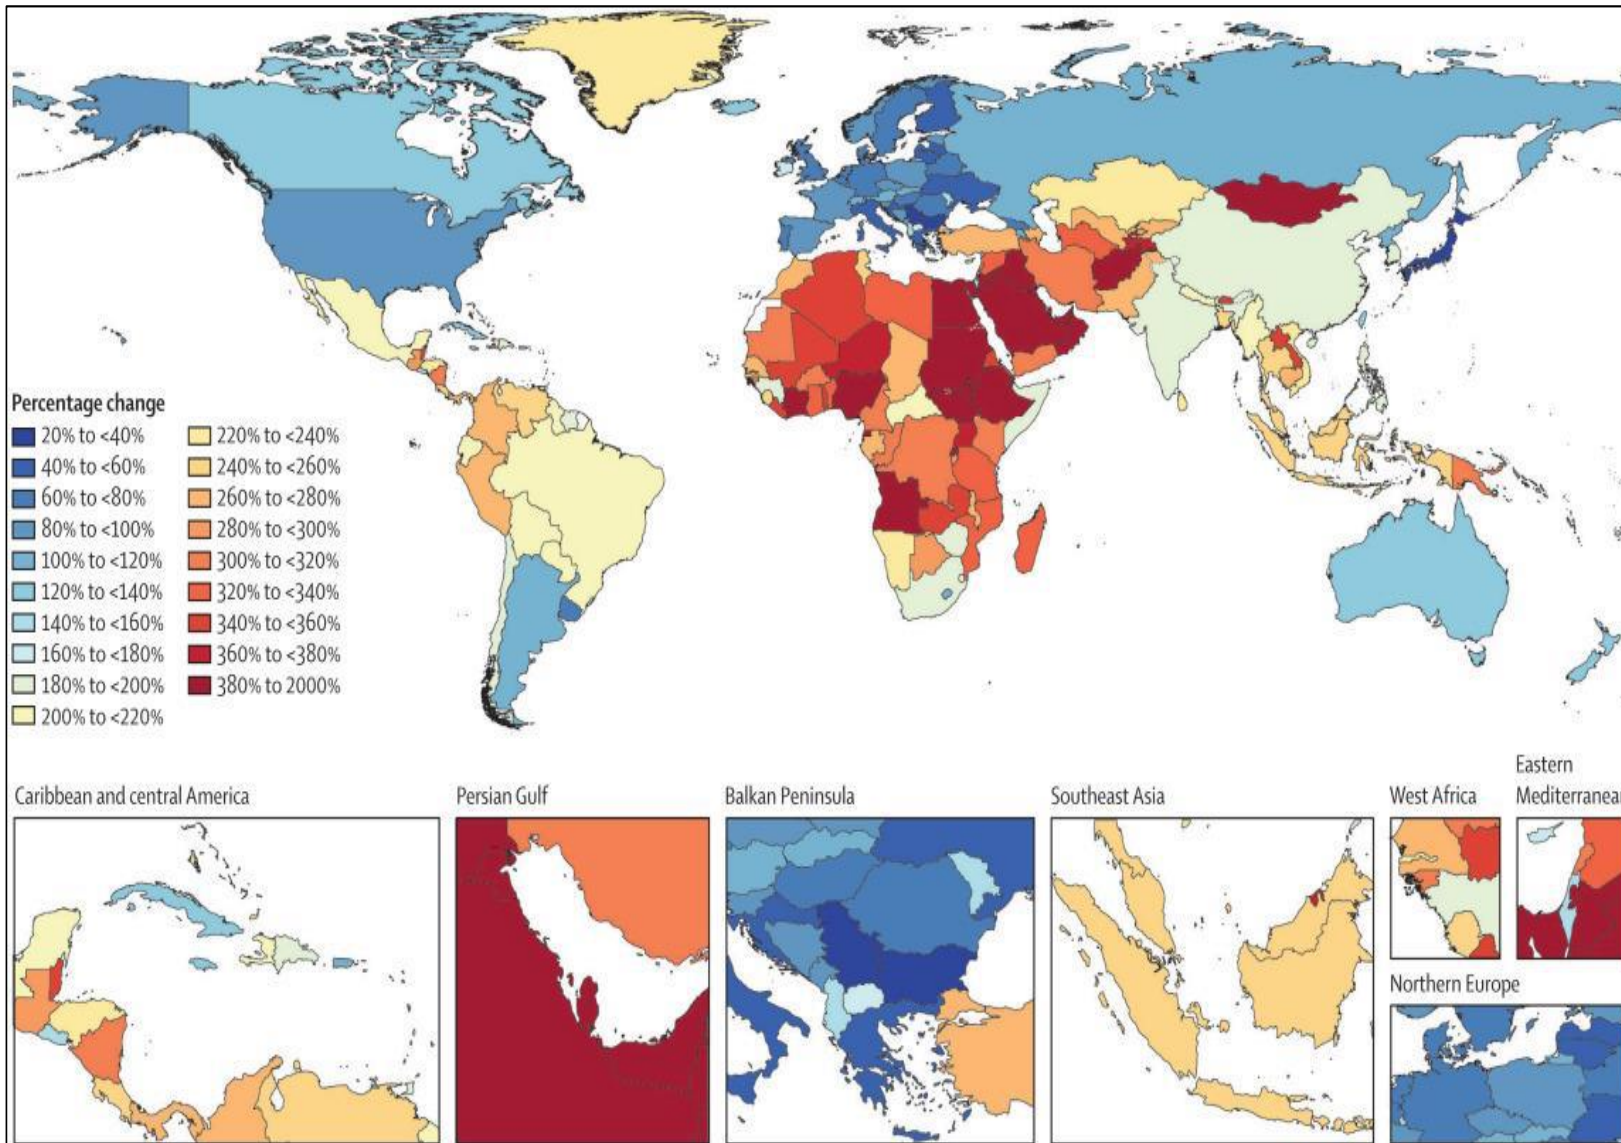 Percentage change
20% to <40%
40% to <60%
60% to <80%
80% to <100%
100% to <120%
120% to <140%
140% to <160%
160% to <180%
180% to <200%
200% to <220%
220% to <240%
240% to <260%
260% to <280%
280% to <300%
300% to <320%
320% to <340%
340% to <360%
360% to <380%
380% to 2000%
Caribbean and central America
Persian Gulf
Balkan Peninsula
Southeast Asia
West Africa
Eastern
Mediterranean
Northern Europe